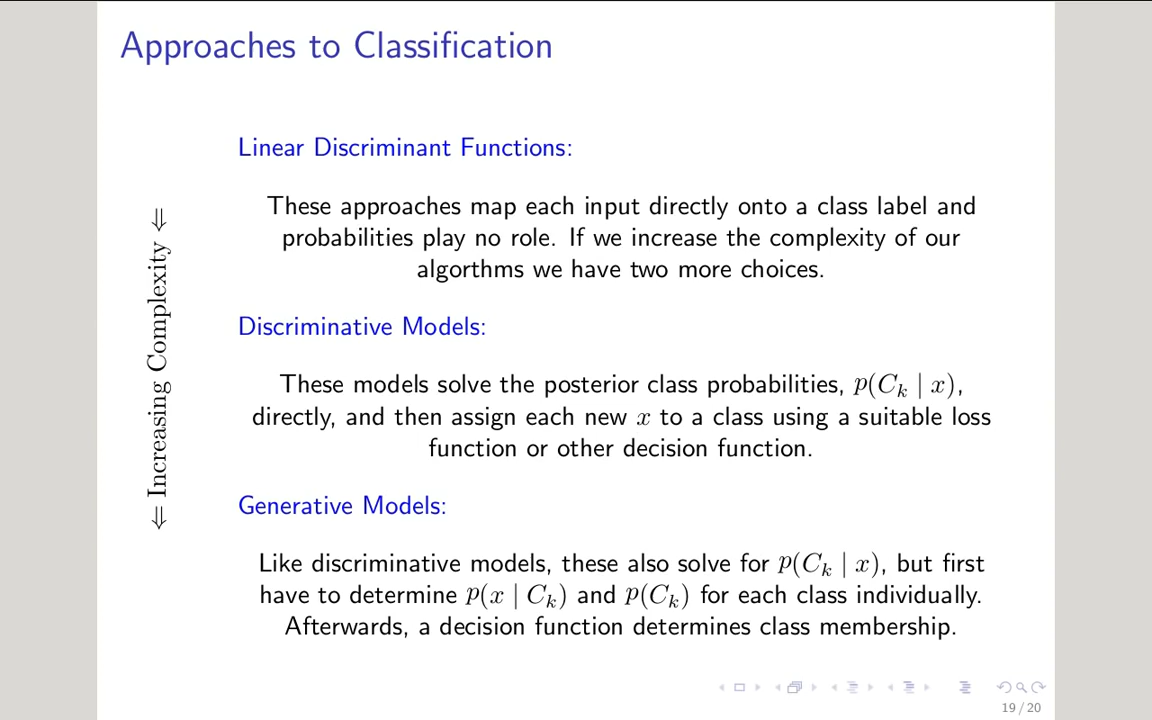 Approaches to Classification
Linear Discriminant Functions:
These approaches map each input directly onto a class label and
probabilities play no role. If we increase the complexity of our
algorthms we have two more choices.
⇐ Increasing Complexity ⇐
Discriminative Models:
These models solve the posterior class probabilities, p(C_k | x),
directly, and then assign each new x to a class using a suitable loss
function or other decision function.
Generative Models:
Like discriminative models, these also solve for p(C_k | x), but first
have to determine p(x | C_k) and p(C_k) for each class individually.
Afterwards, a decision function determines class membership.
19 / 20